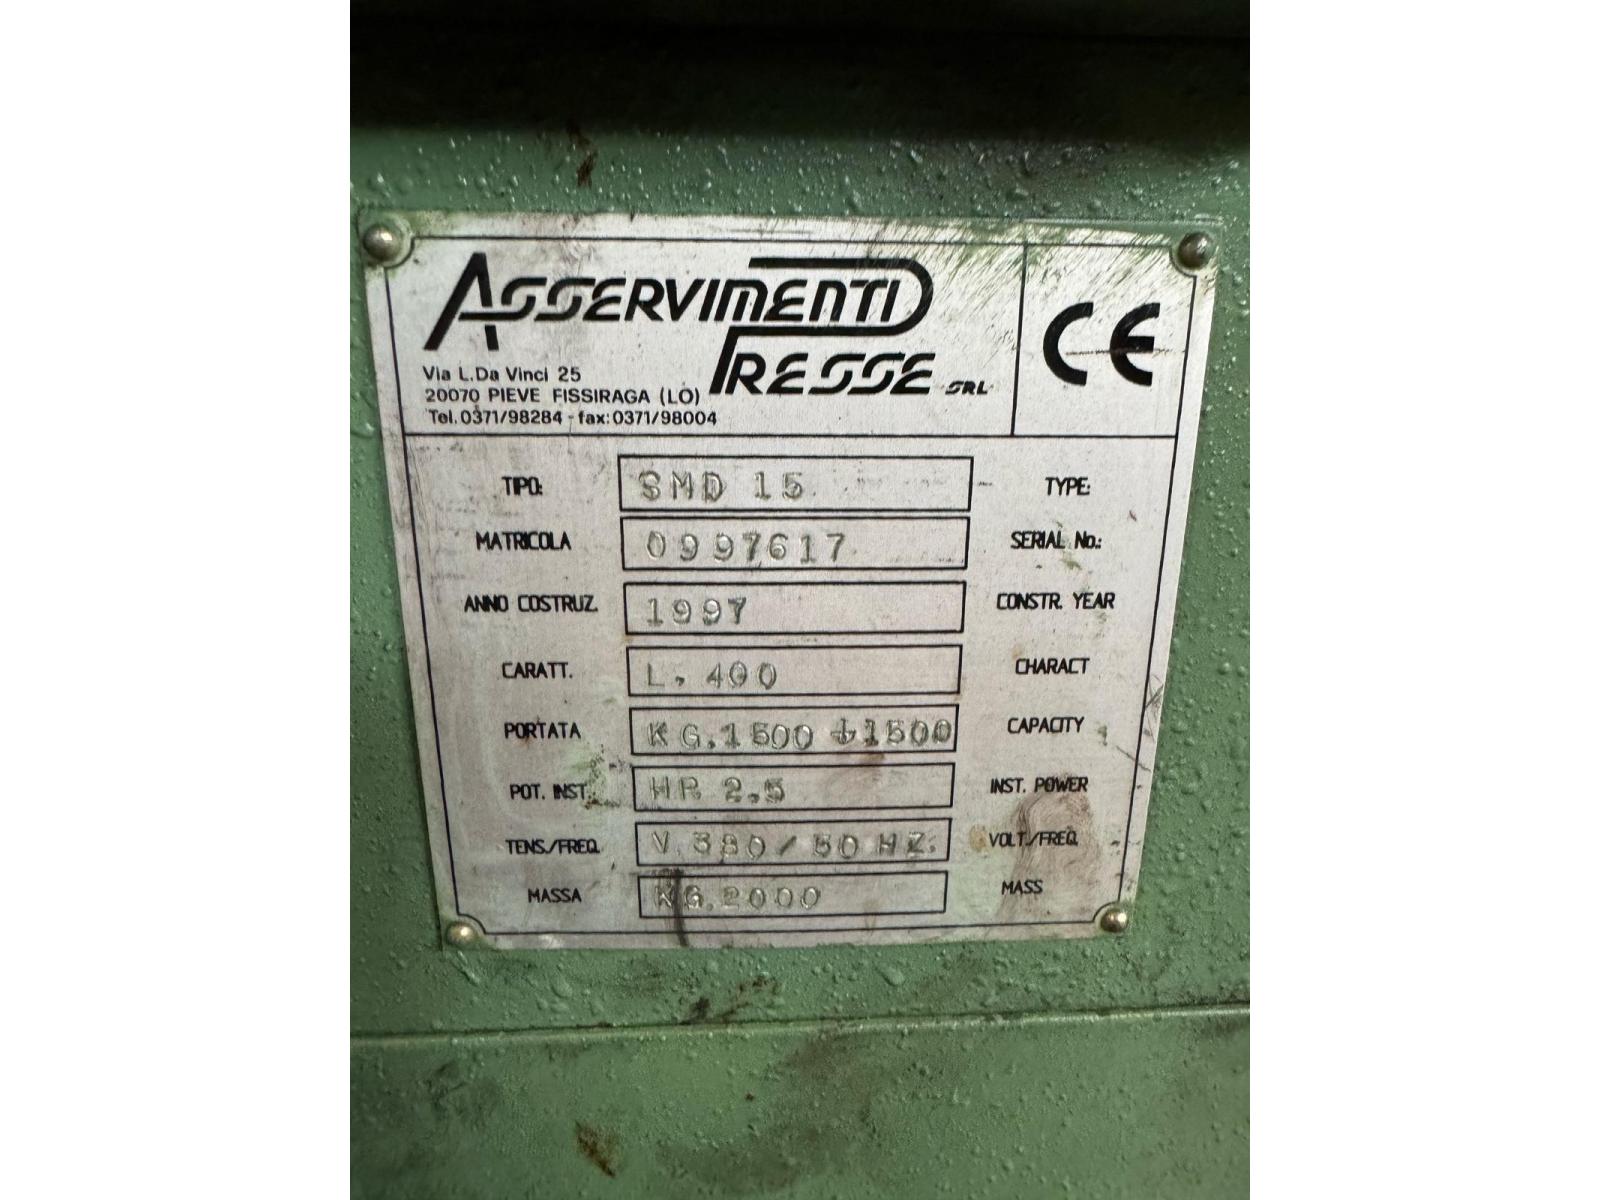 ASSERVIMENTI
PRESSE SRL
CE
Via L.Da Vinci 25
20070 PIEVE FISSIRAGA (LO)
Tel.0371/98284 - fax:0371/98004
TIPO: SMD 15 TYPE:
MATRICOLA 0997617 SERIAL No.:
ANNO COSTRUZ. 1997 CONSTR. YEAR
CARATT. L. 400 CHARACT
PORTATA KG.1500 +1500 CAPACITY
POT. INST. HP 2.5 INST. POWER
TENS./FREQ. V.380/50 HZ. VOLT./FREQ.
MASSA KG.2000 MASS